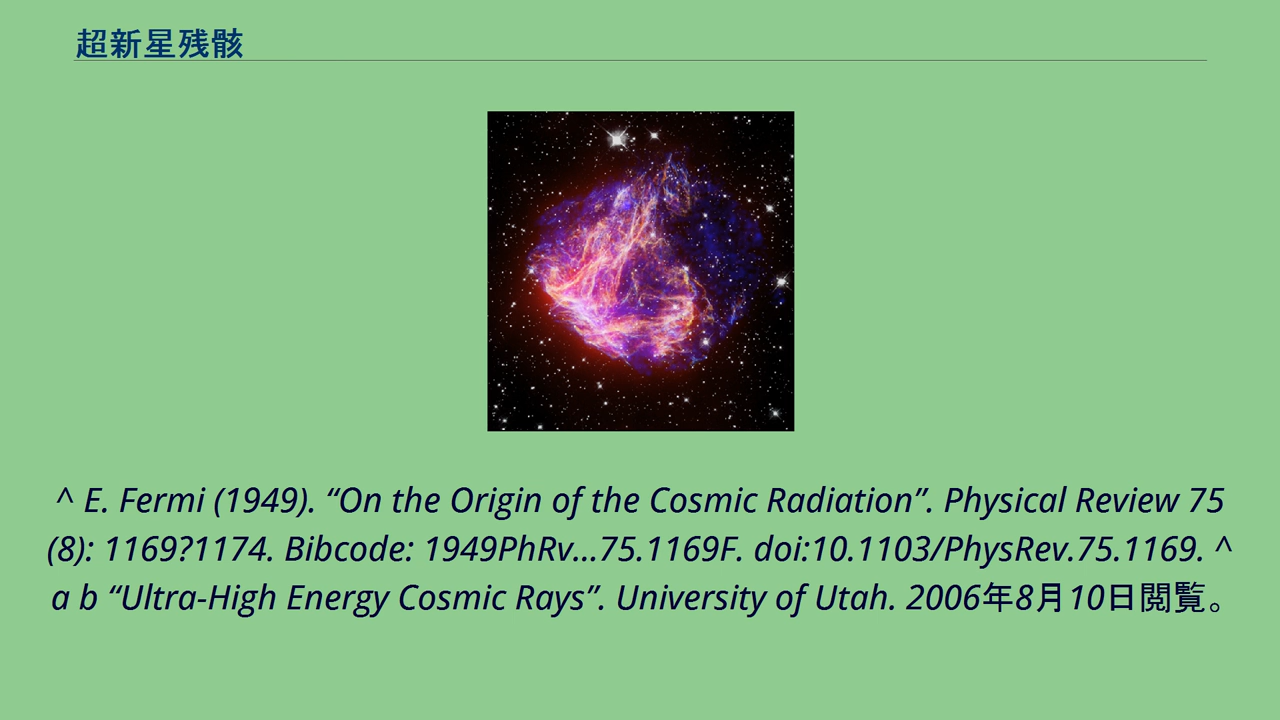 超新星残骸
^ E. Fermi (1949). “On the Origin of the Cosmic Radiation”. Physical Review 75
(8): 1169?1174. Bibcode: 1949PhRv...75.1169F. doi:10.1103/PhysRev.75.1169. ^
a b “Ultra-High Energy Cosmic Rays”. University of Utah. 2006年8月10日閲覧。